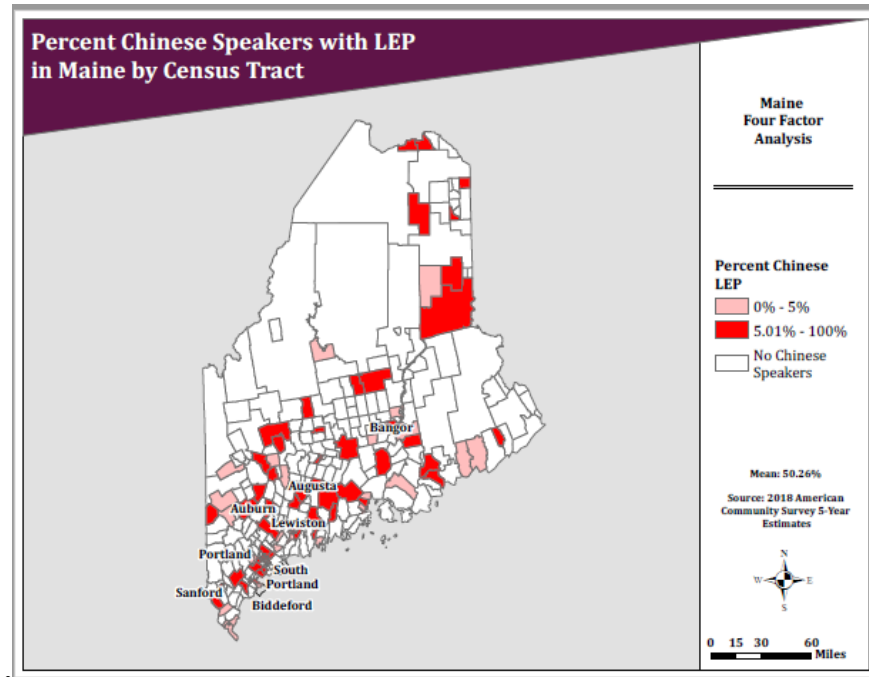 Percent Chinese Speakers with LEP
in Maine by Census Tract
Maine
Four Factor
Analysis
Percent Chinese
LEP
0% - 5%
5.01% - 100%
No Chinese
Speakers
Bangor
Augusta
Auburn
Lewiston
Portland
South
Portland
Sanford
Biddeford
Mean: 50.26%
Source: 2018 American
Community Survey 5-Year
Estimates
N
W E
S
0 15 30 60
Miles